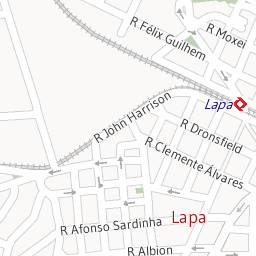 R Félix Guilhem
R Moxei
Lapa
R John Harrison
R Dronsfield
R Clemente Álvares
Lapa
R Afonso Sardinha
R Albion